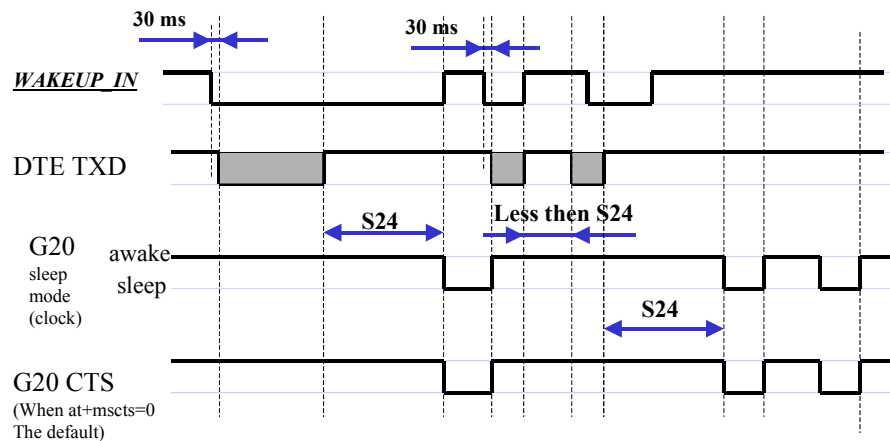 30 ms
30 ms
WAKEUP_IN
DTE TXD
S24
Less then S24
G20
sleep
mode
(clock)
awake
sleep
S24
G20 CTS
(When at+mscts=0
The default)